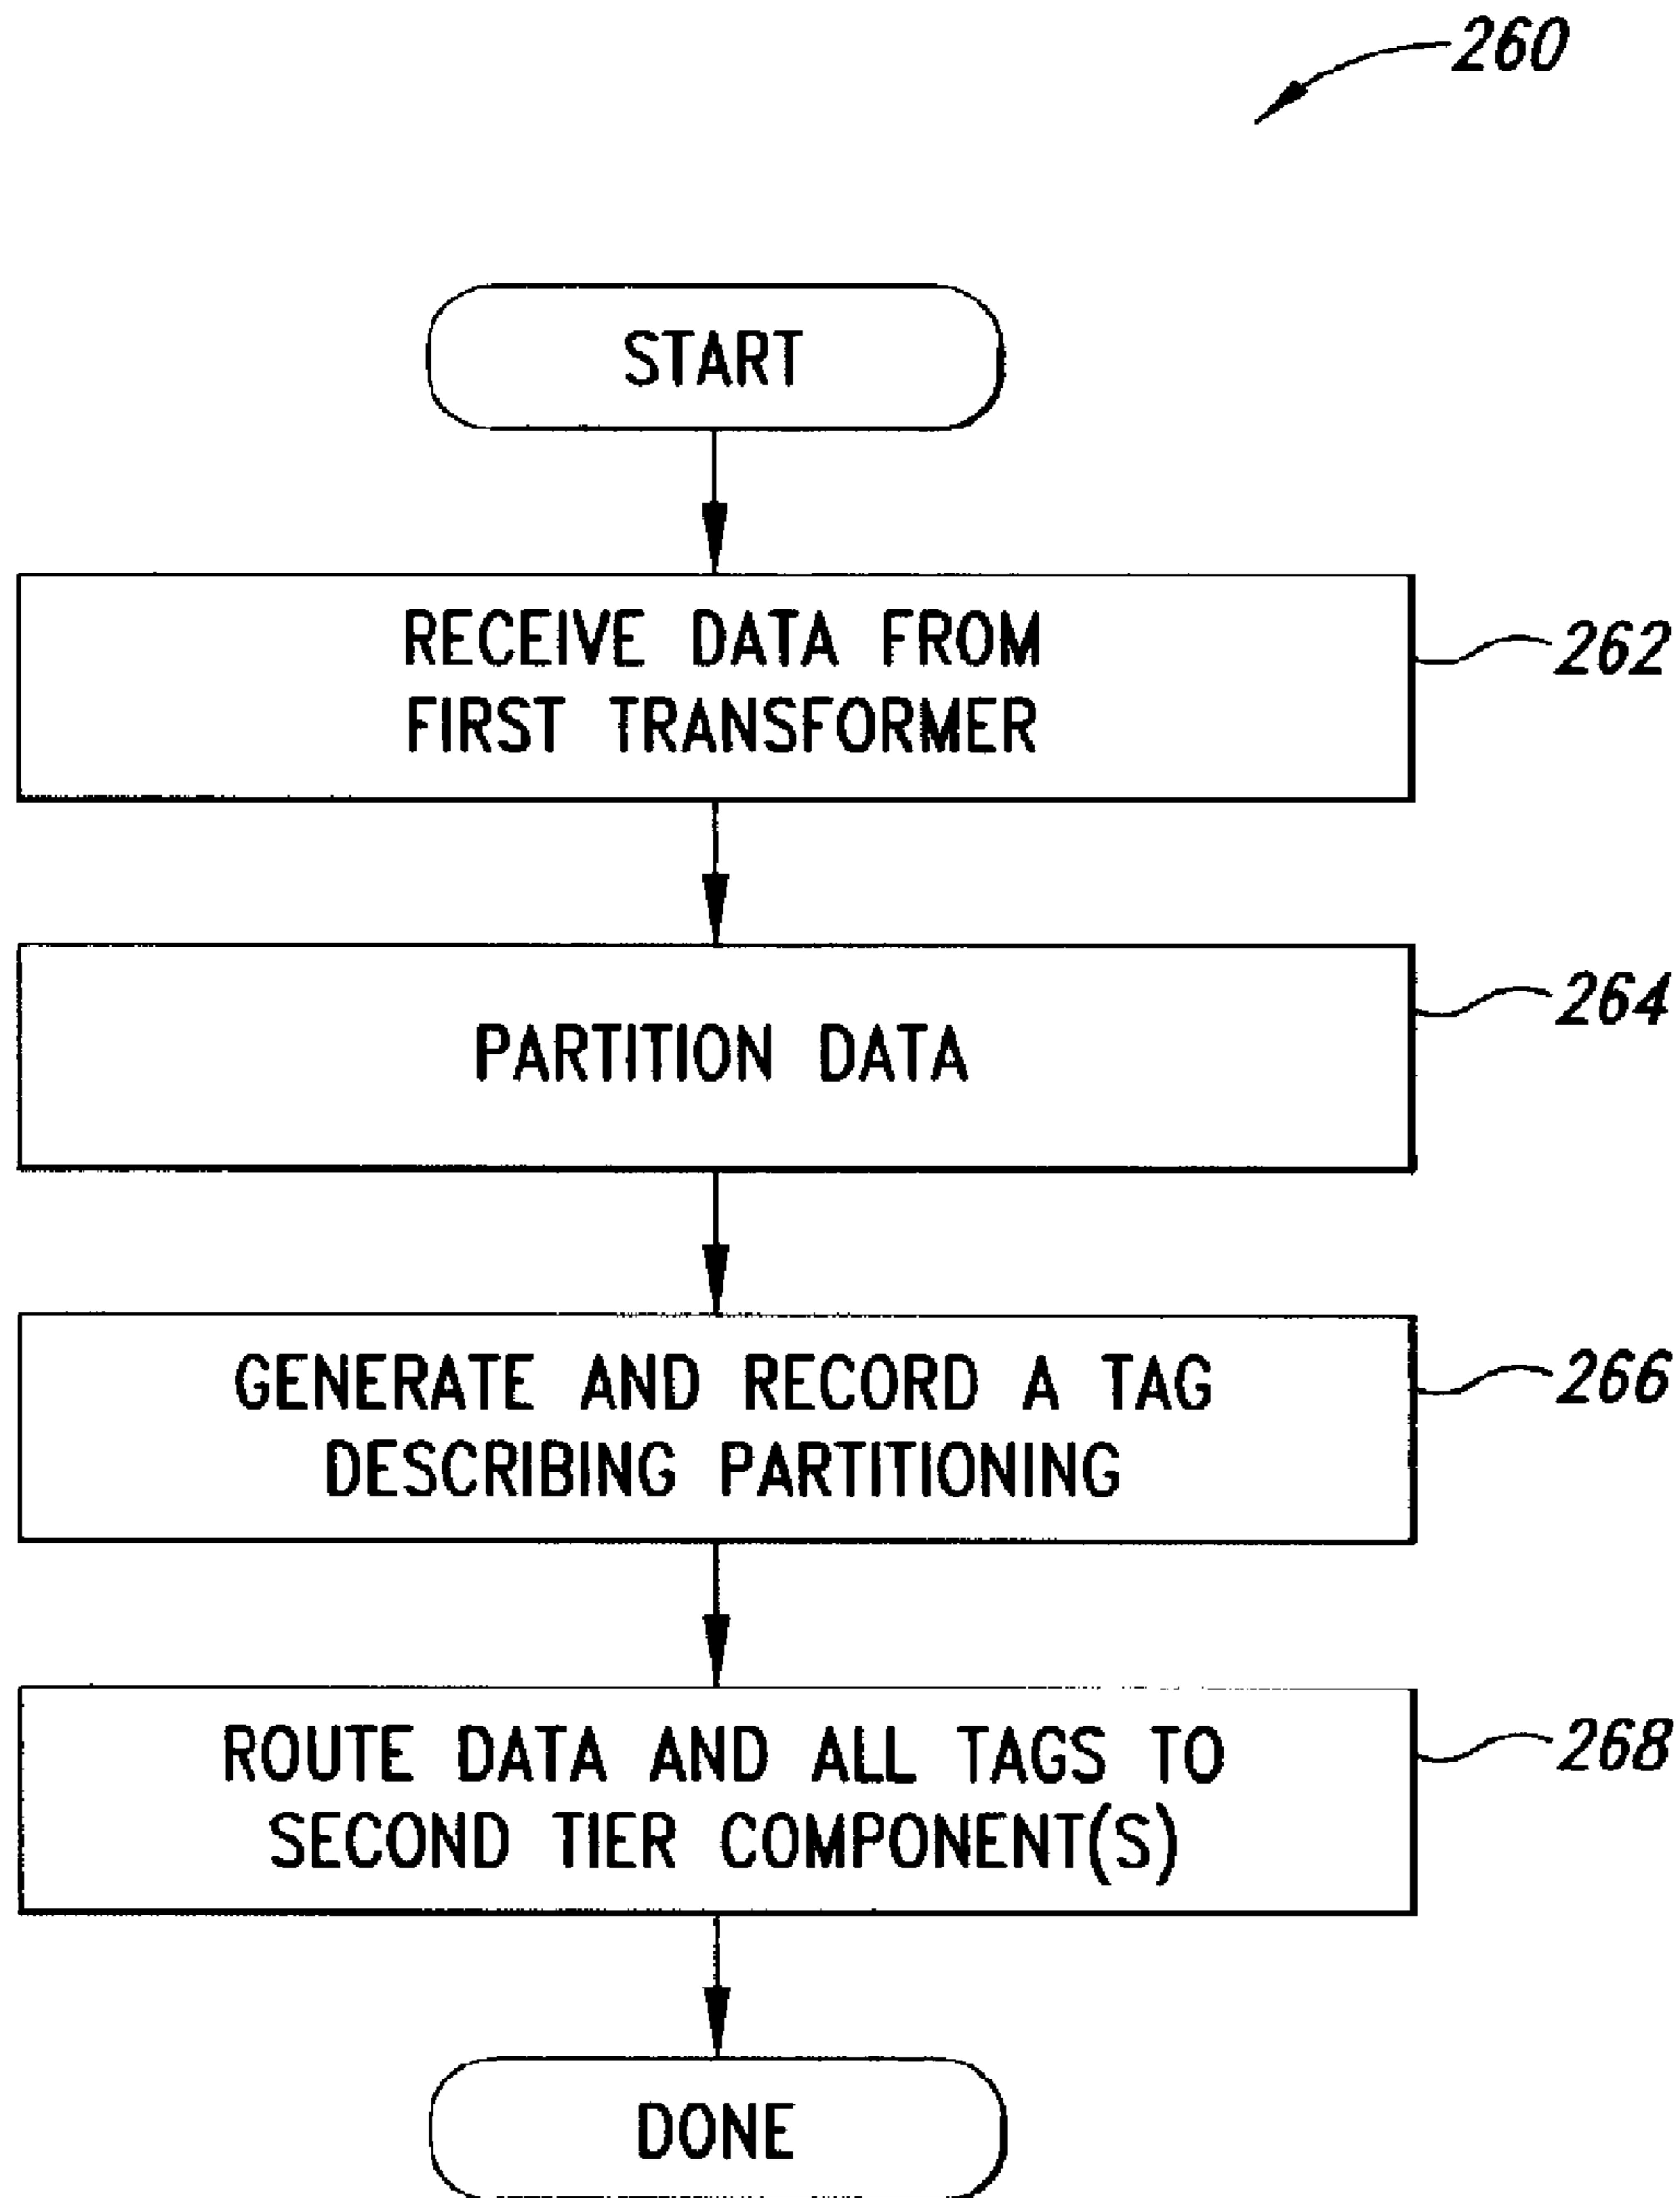 260
START
RECEIVE DATA FROM
FIRST TRANSFORMER
262
PARTITION DATA
264
GENERATE AND RECORD A TAG
DESCRIBING PARTITIONING
266
ROUTE DATA AND ALL TAGS TO
SECOND TIER COMPONENT(S)
268
DONE